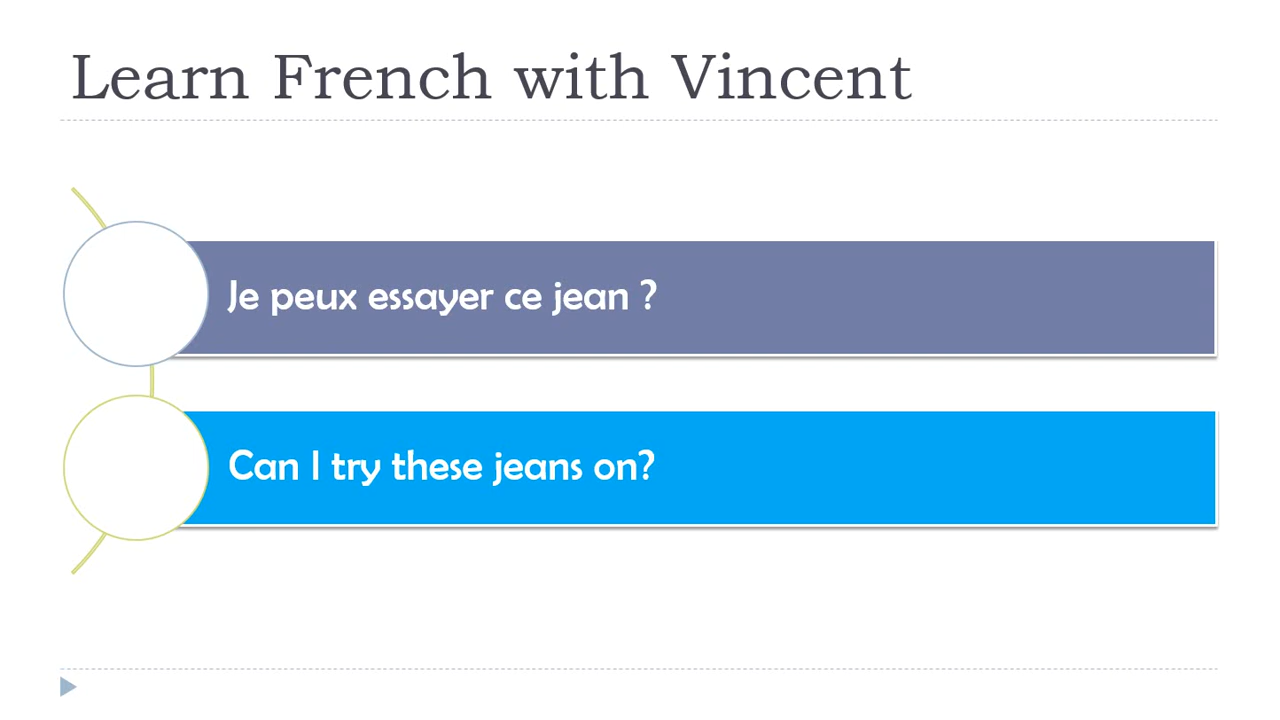 Learn French with Vincent
Je peux essayer ce jean ?
Can I try these jeans on?